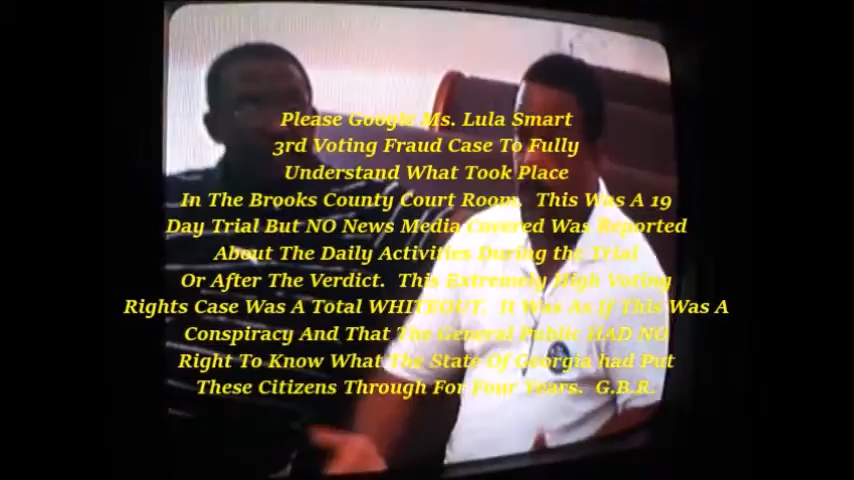 Please Google Ms. Lula Smart
3rd Voting Fraud Case To Fully
Understand What Took Place
In The Brooks County Court Room.  This Was A 19
Day Trial But NO News Media Covered Was Reported
About The Daily Activities During the Trial
Or After The Verdict.  This Extremely High Voting
Rights Case Was A Total WHITEOUT.  It Was As If This Was A
Conspiracy And That The General Public HAD NO
Right To Know What The State Of Georgia had Put
These Citizens Through For Four Years.  G.B.R.